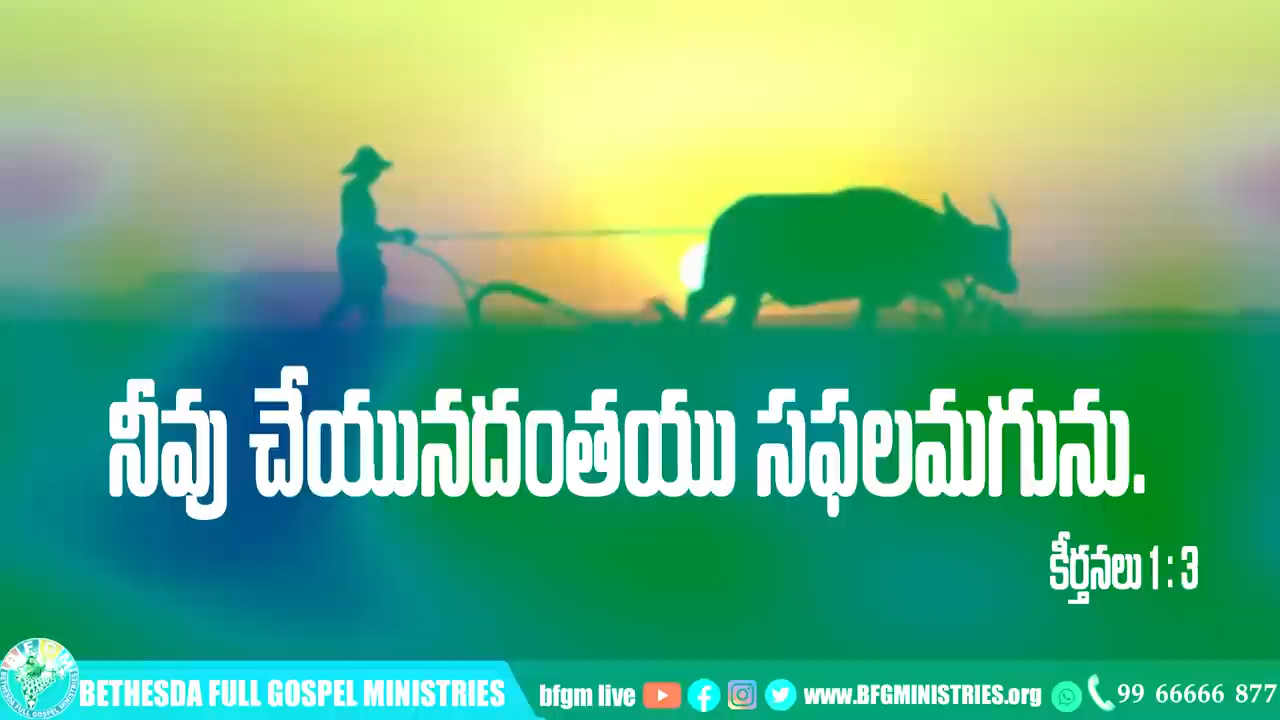 నీవు చేయునదంతయు సఫలమగును.
కీర్తనలు 1 : 3
BETHESDA FULL GOSPEL MINISTRIES bfgm live www.BFGMINISTRIES.org 99 66666 877